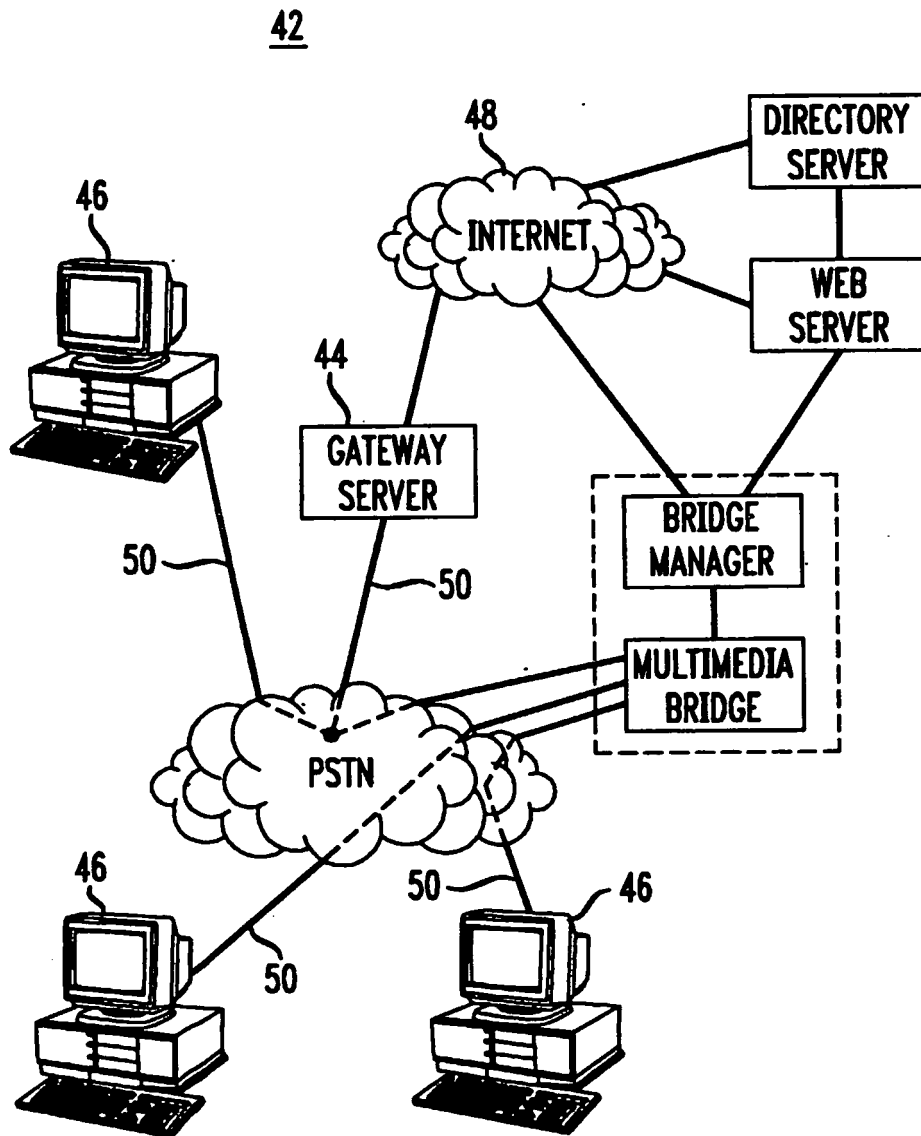 42
48
DIRECTORY
SERVER
46
INTERNET
WEB
SERVER
44
GATEWAY
SERVER
BRIDGE
MANAGER
50
50
MULTIMEDIA
BRIDGE
PSTN
46
50
46
50